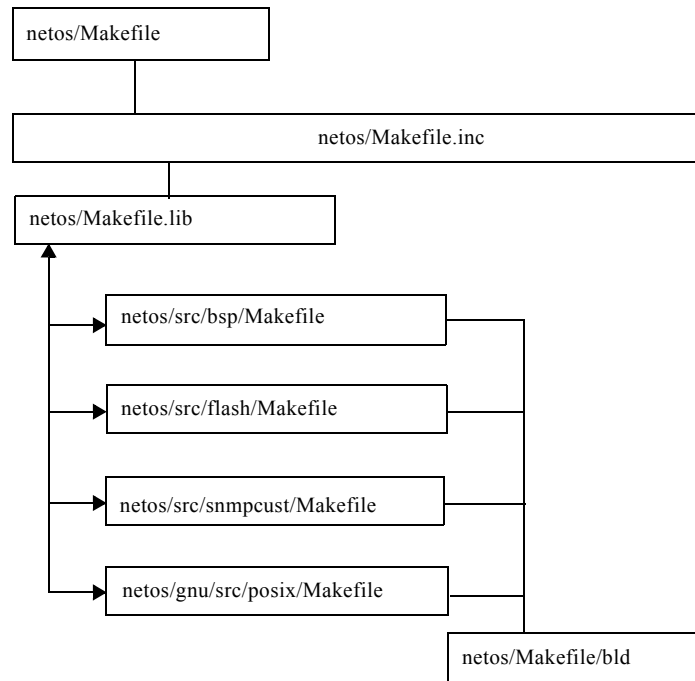 netos/Makefile
netos/Makefile.inc
netos/Makefile.lib
netos/src/bsp/Makefile
netos/src/flash/Makefile
netos/src/snmpcust/Makefile
netos/gnu/src/posix/Makefile
netos/Makefile/bld